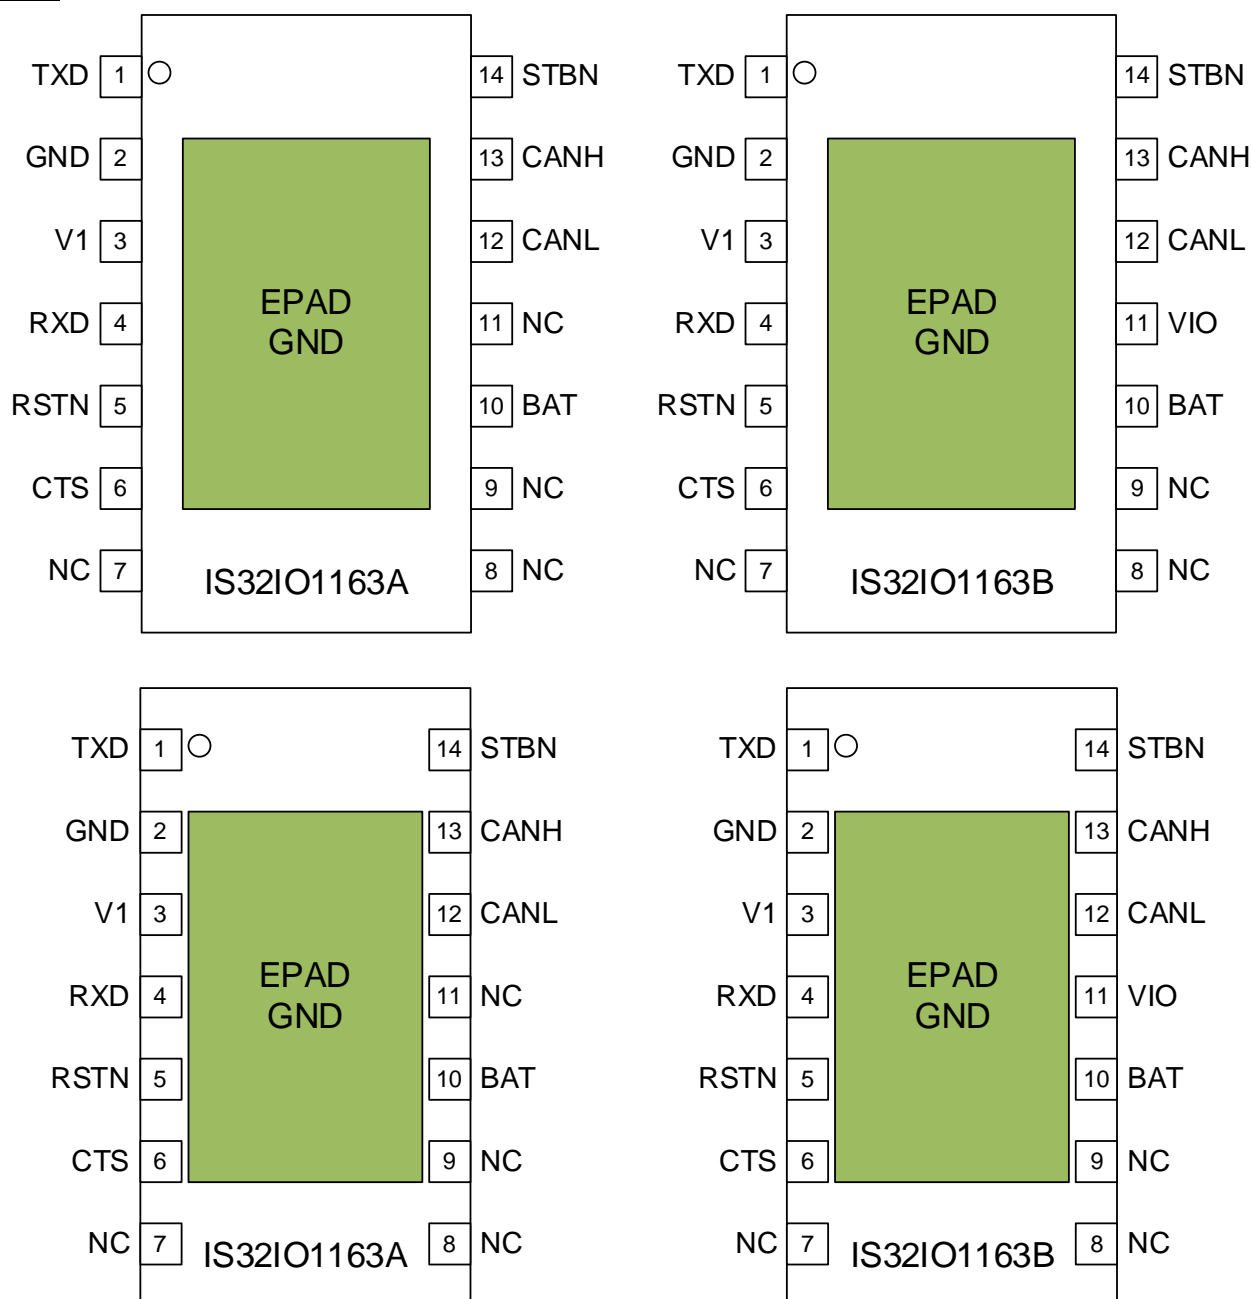 TXD 1 14 STBN
GND 2 13 CANH
V1 3 12 CANL
EPAD
GND
RXD 4 11 NC
RSTN 5 10 BAT
CTS 6 9 NC
NC 7 8 NC
IS32IO1163A
TXD 1 14 STBN
GND 2 13 CANH
V1 3 12 CANL
EPAD
GND
RXD 4 11 VIO
RSTN 5 10 BAT
CTS 6 9 NC
NC 7 8 NC
IS32IO1163B
TXD 1 14 STBN
GND 2 13 CANH
V1 3 12 CANL
EPAD
GND
RXD 4 11 NC
RSTN 5 10 BAT
CTS 6 9 NC
NC 7 8 NC
IS32IO1163A
TXD 1 14 STBN
GND 2 13 CANH
V1 3 12 CANL
EPAD
GND
RXD 4 11 VIO
RSTN 5 10 BAT
CTS 6 9 NC
NC 7 8 NC
IS32IO1163B